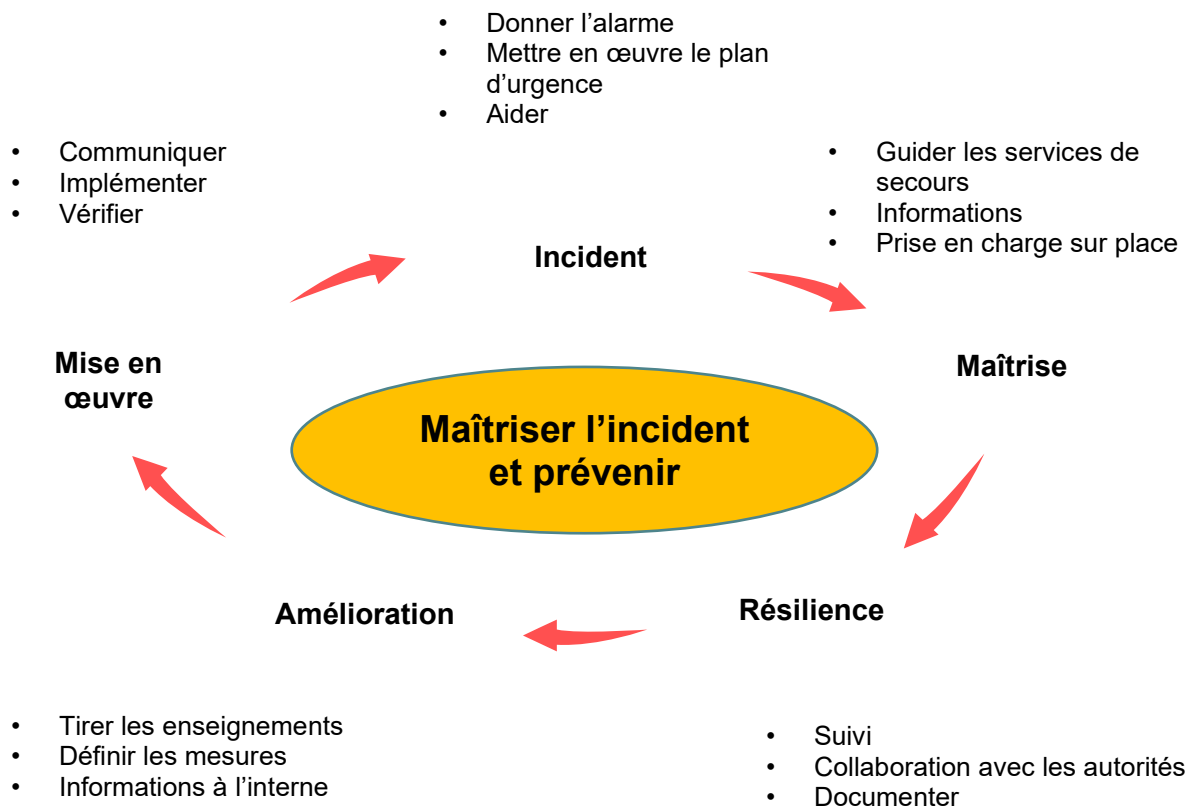 • Donner l’alarme
• Mettre en œuvre le plan
d’urgence
• Aider
• Communiquer
• Implémenter
• Vérifier
• Guider les services de
secours
• Informations
• Prise en charge sur place
Incident
Mise en
œuvre
Maîtrise
Maîtriser l’incident
et prévenir
Amélioration
Résilience
• Tirer les enseignements
• Définir les mesures
• Informations à l’interne
• Suivi
• Collaboration avec les autorités
• Documenter